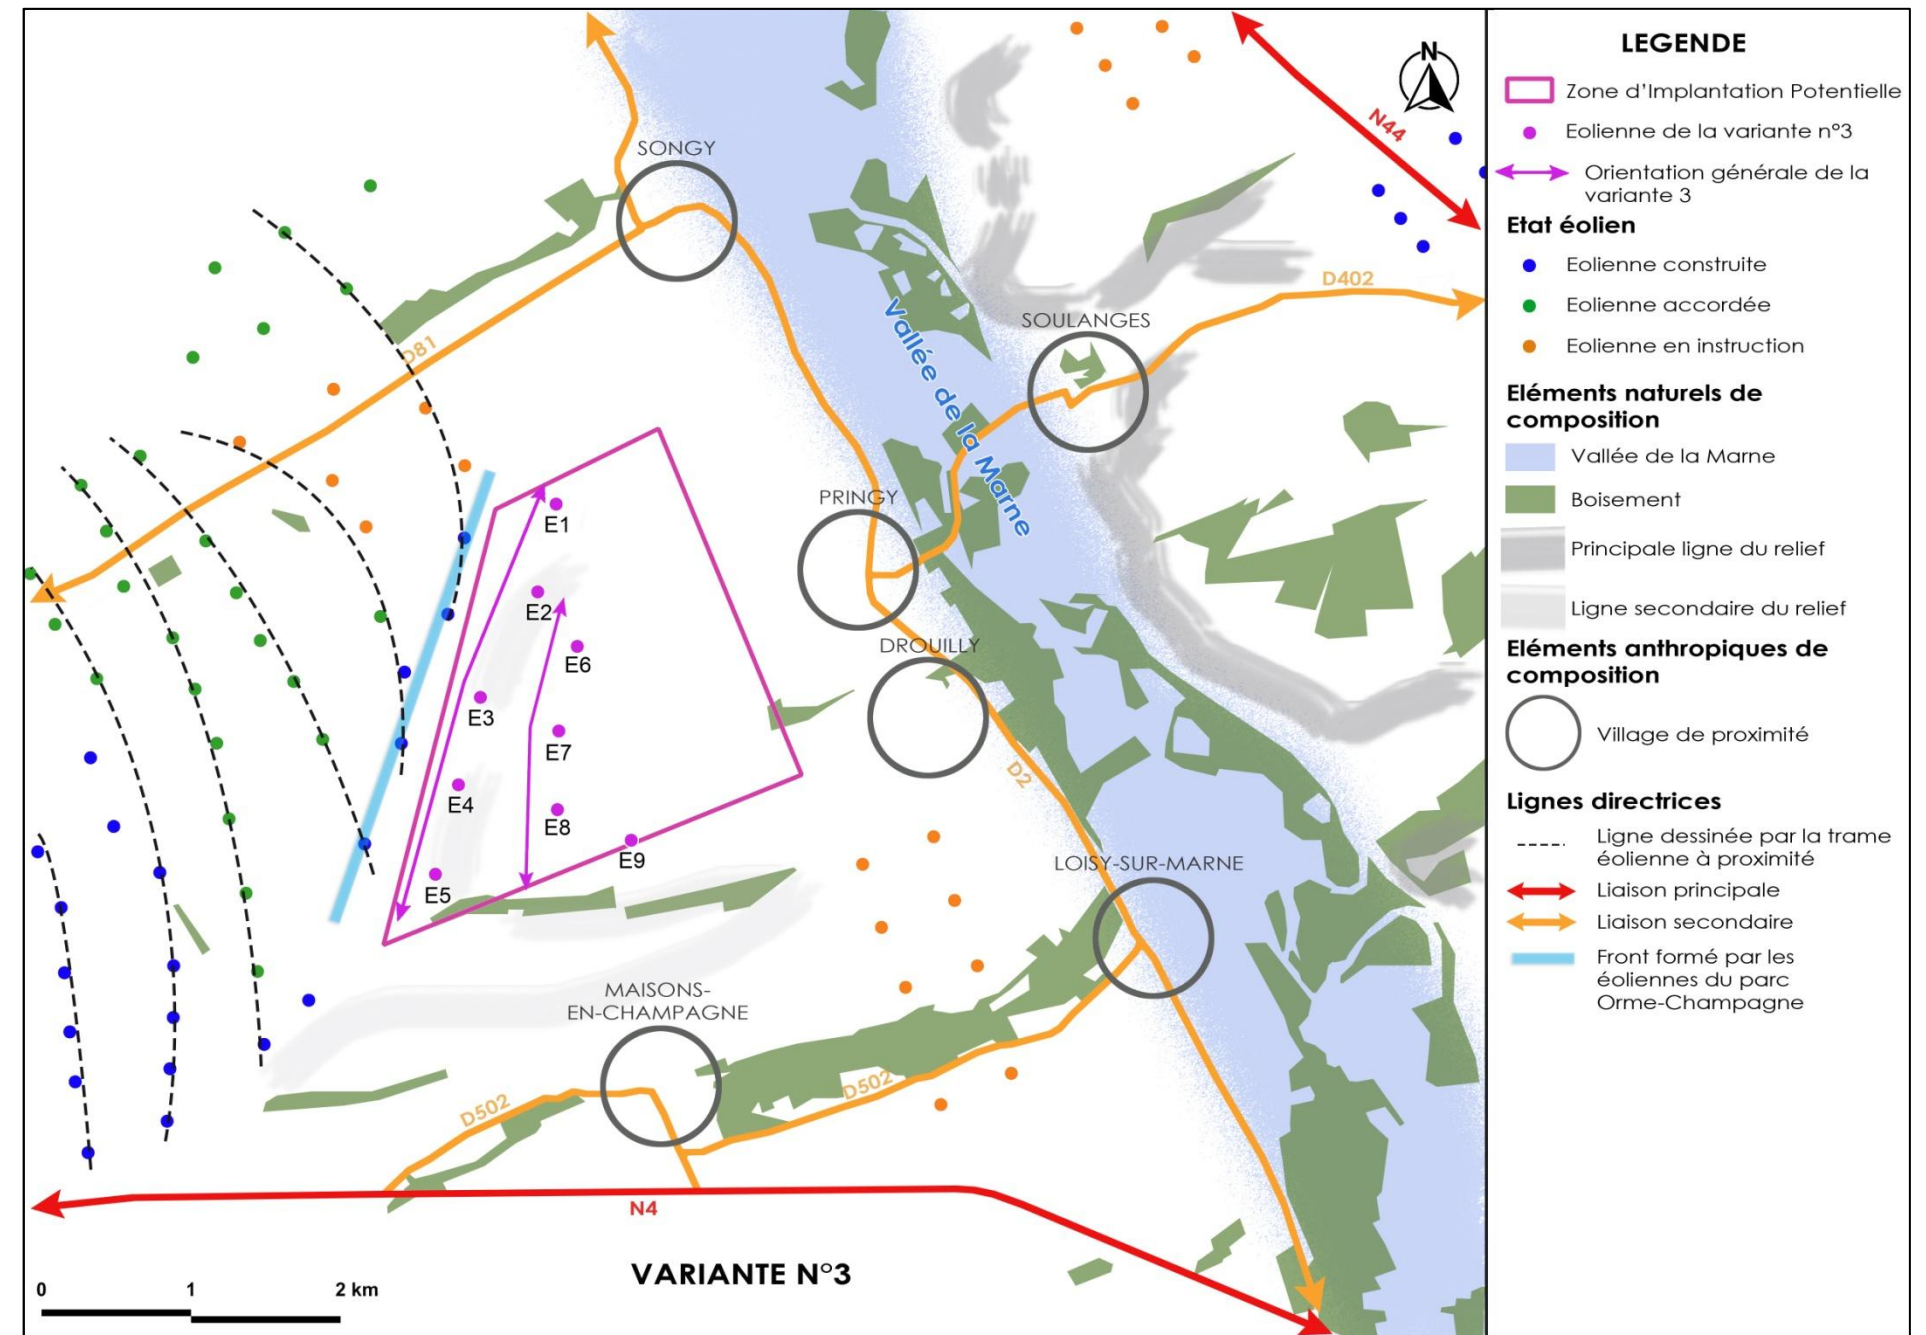 N
N44
SONGY
D402
SOULANGES
D81
Vallée de la Marne
PRINGY
E1
E2
DROUILLY
E6
E3
E7
D2
E4
E8
E9
LOISY-SUR-MARNE
E5
MAISONS-
EN-CHAMPAGNE
D502
D502
N4
VARIANTE N°3
0 1 2 km
LEGENDE
Zone d'Implantation Potentielle
Eolienne de la variante n°3
Orientation générale de la
variante 3
Etat éolien
Eolienne construite
Eolienne accordée
Eolienne en instruction
Eléments naturels de
composition
Vallée de la Marne
Boisement
Principale ligne du relief
Ligne secondaire du relief
Eléments anthropiques de
composition
Village de proximité
Lignes directrices
Ligne dessinée par la trame
éolienne à proximité
Liaison principale
Liaison secondaire
Front formé par les
éoliennes du parc
Orme-Champagne